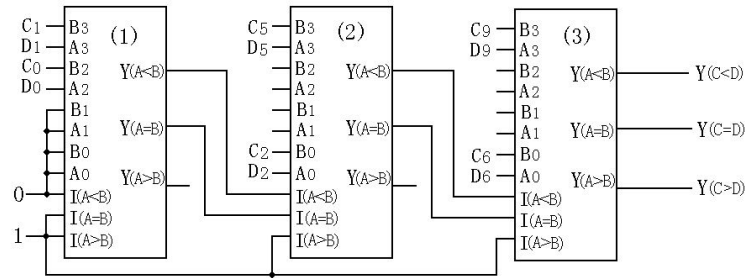 (1)
C1 B3
D1 A3
C0 B2
D0 A2
B1
A1
B0
A0
0 I(A<B)
I(A=B)
1 I(A>B)
Y(A<B)
Y(A=B)
Y(A>B)
(2)
C5 B3
D5 A3
B2
A2
B1
A1
C2 B0
D2 A0
I(A<B)
I(A=B)
I(A>B)
Y(A<B)
Y(A=B)
Y(A>B)
(3)
C9 B3
D9 A3
B2
A2
B1
A1
C6 B0
D6 A0
I(A<B)
I(A=B)
I(A>B)
Y(A<B)
Y(A=B)
Y(A>B)
Y(C<D)
Y(C=D)
Y(C>D)